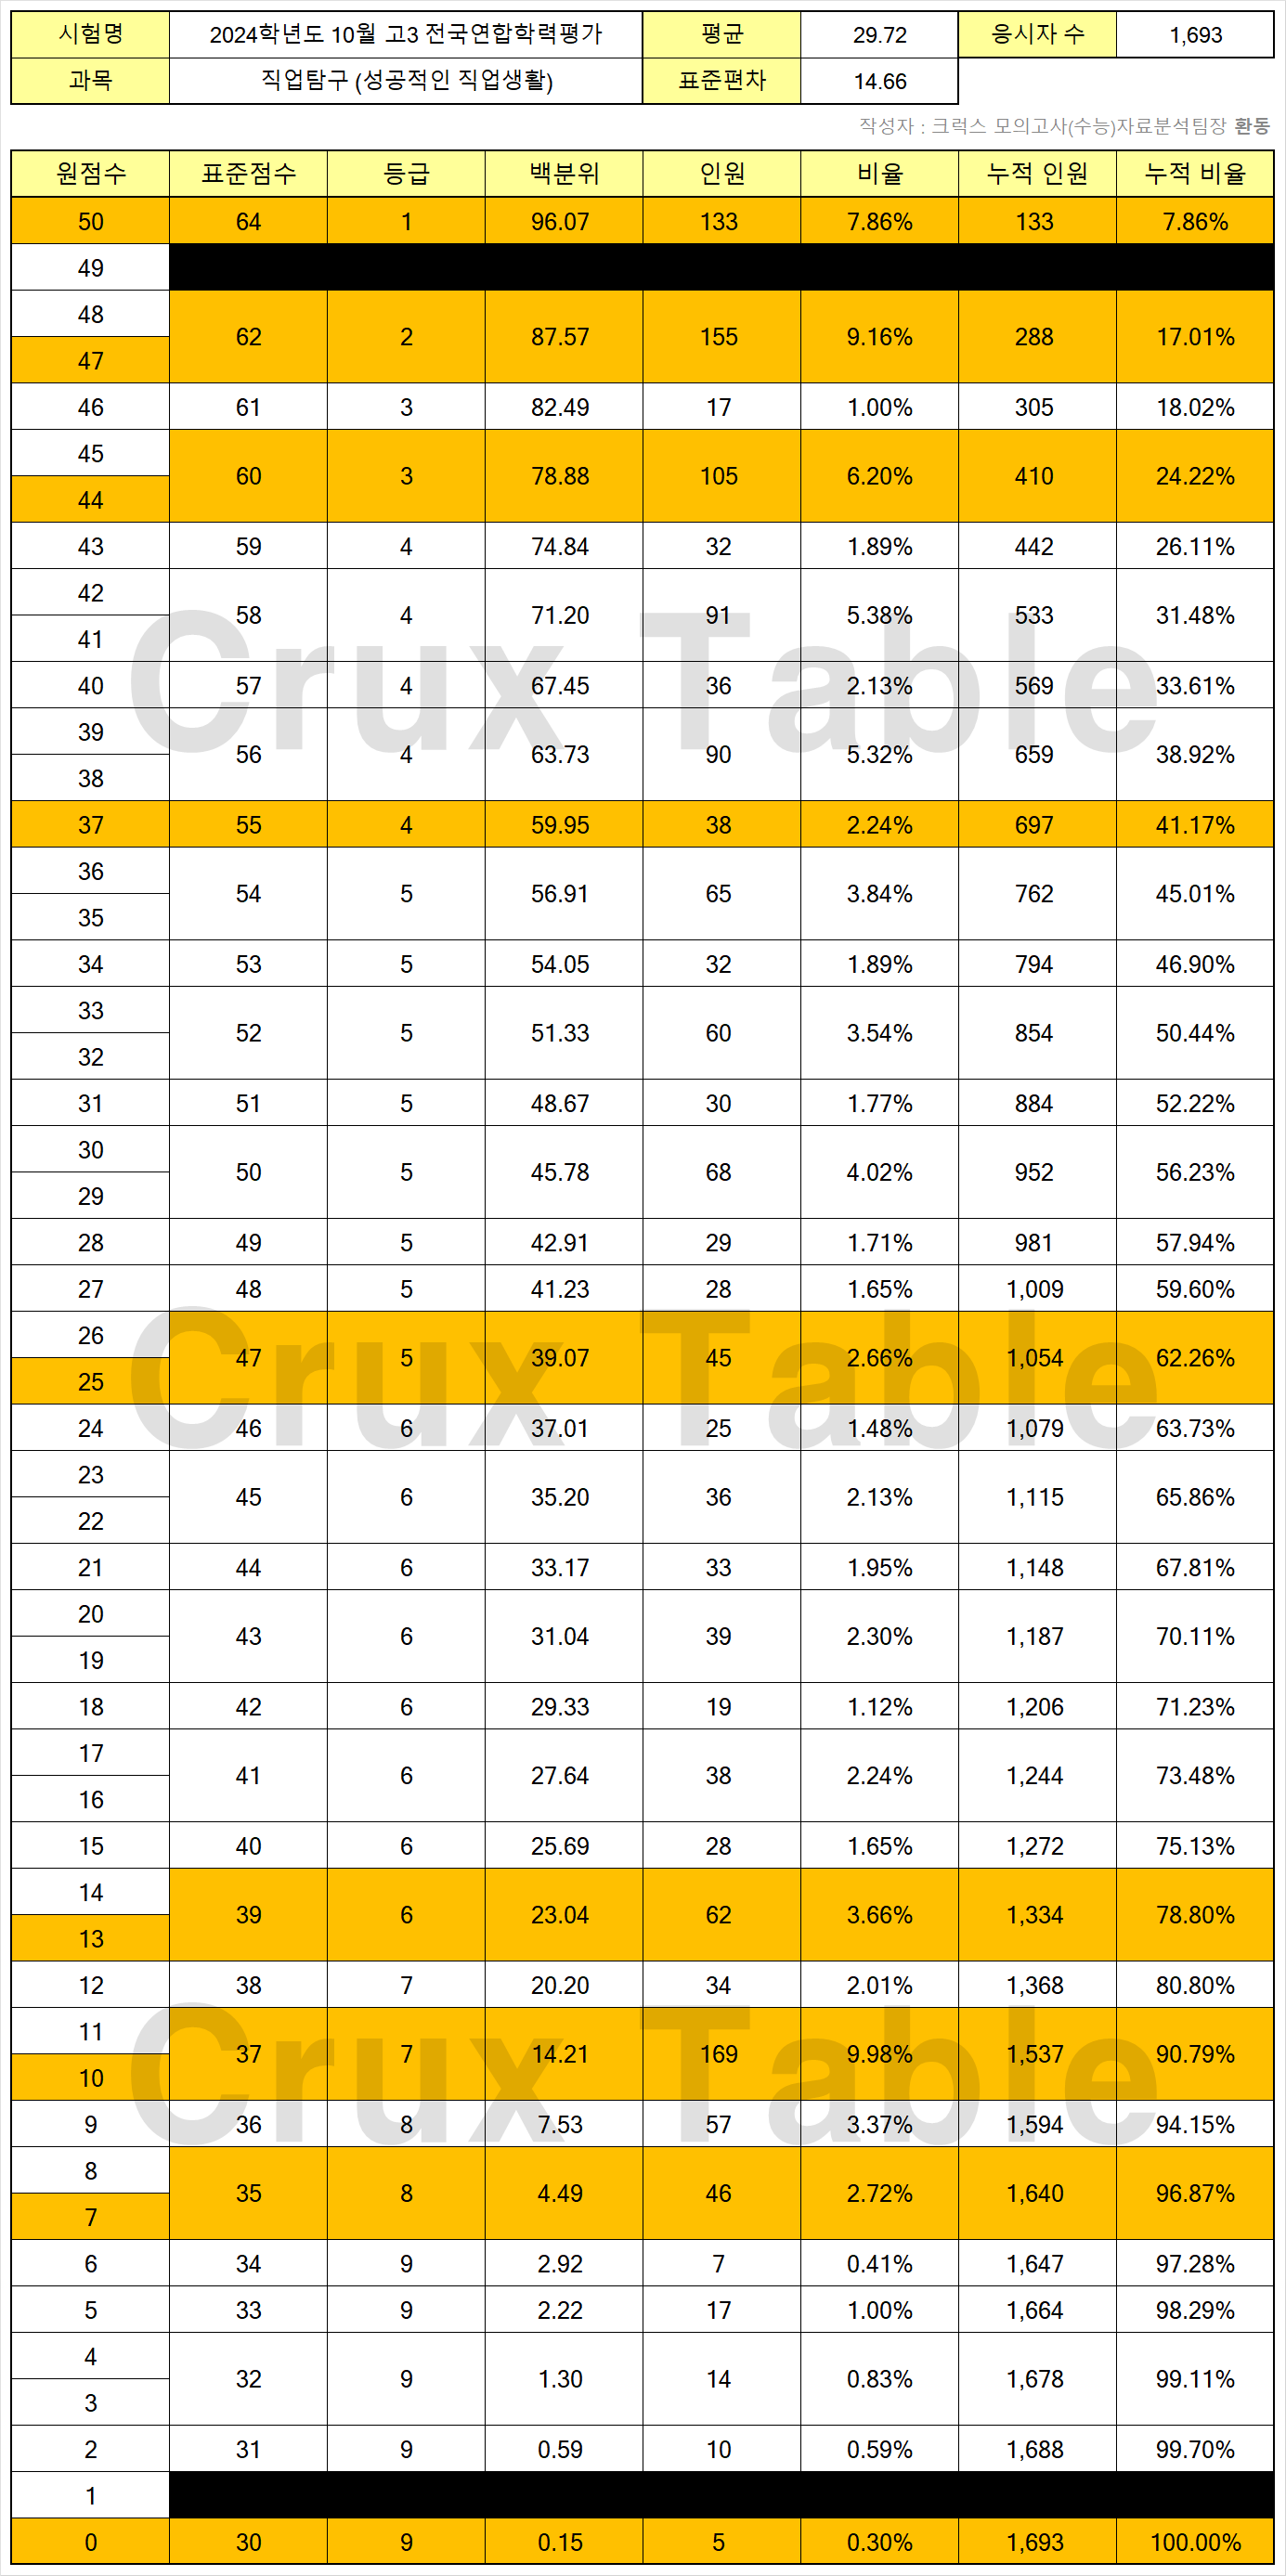 시험명 2024학년도 10월 고3 전국연합학력평가 평균 29.72 응시자 수 1,693
과목 직업탐구 (성공적인 직업생활) 표준편차 14.66
작성자 : 크럭스 모의고사(수능)자료분석팀장 환동
원점수 표준점수 등급 백분위 인원 비율 누적 인원 누적 비율
50 64 1 96.07 133 7.86% 133 7.86%
49
48
62 2 87.57 155 9.16% 288 17.01%
47
46 61 3 82.49 17 1.00% 305 18.02%
45
60 3 78.88 105 6.20% 410 24.22%
44
43 59 4 74.84 32 1.89% 442 26.11%
42
58 4 71.20 91 5.38% 533 31.48%
41
Crux Table
40 57 4 67.45 36 2.13% 569 33.61%
39
56 4 63.73 90 5.32% 659 38.92%
38
37 55 4 59.95 38 2.24% 697 41.17%
36
54 5 56.91 65 3.84% 762 45.01%
35
34 53 5 54.05 32 1.89% 794 46.90%
33
52 5 51.33 60 3.54% 854 50.44%
32
31 51 5 48.67 30 1.77% 884 52.22%
30
50 5 45.78 68 4.02% 952 56.23%
29
28 49 5 42.91 29 1.71% 981 57.94%
27 48 5 41.23 28 1.65% 1,009 59.60%
26
47 5 39.07 45 2.66% 1,054 62.26%
25
Crux Table
24 46 6 37.01 25 1.48% 1,079 63.73%
23
45 6 35.20 36 2.13% 1,115 65.86%
22
21 44 6 33.17 33 1.95% 1,148 67.81%
20
43 6 31.04 39 2.30% 1,187 70.11%
19
18 42 6 29.33 19 1.12% 1,206 71.23%
17
41 6 27.64 38 2.24% 1,244 73.48%
16
15 40 6 25.69 28 1.65% 1,272 75.13%
14
39 6 23.04 62 3.66% 1,334 78.80%
13
12 38 7 20.20 34 2.01% 1,368 80.80%
11
37 7 14.21 169 9.98% 1,537 90.79%
10
Crux Table
9 36 8 7.53 57 3.37% 1,594 94.15%
8
35 8 4.49 46 2.72% 1,640 96.87%
7
6 34 9 2.92 7 0.41% 1,647 97.28%
5 33 9 2.22 17 1.00% 1,664 98.29%
4
32 9 1.30 14 0.83% 1,678 99.11%
3
2 31 9 0.59 10 0.59% 1,688 99.70%
1
0 30 9 0.15 5 0.30% 1,693 100.00%